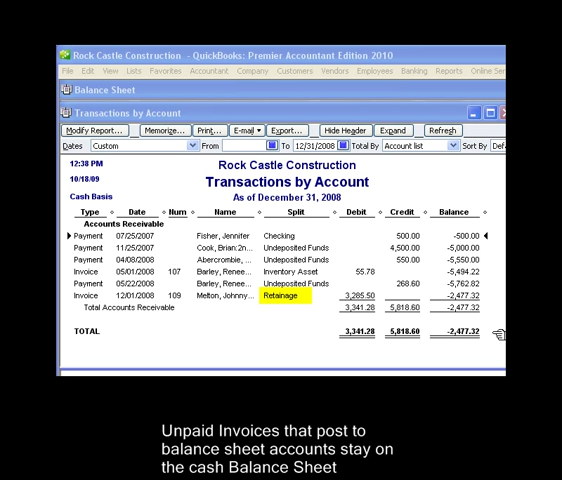 Rock Castle Construction - QuickBooks: Premier Accountant Edition 2010
File Edit View Lists Favorites Accountant Company Customers Vendors Employees Banking Reports Online Ser
Balance Sheet
Transactions by Account
Modify Report... Memorize... Print... E-mail Export... Hide Header Expand Refresh
Dates Custom From To 12/31/2008 Total By Account list Sort By Def
12:38 PM
Rock Castle Construction
10/18/09
Transactions by Account
Cash Basis
As of December 31, 2008
Type Date Num Name Split Debit Credit Balance
Accounts Receivable
Payment 07/25/2007 Fisher, Jennifer Checking 500.00 -500.00
Payment 11/25/2007 Cook, Brian:2n... Undeposited Funds 4,500.00 -5,000.00
Payment 04/08/2008 Abercrombie, ... Undeposited Funds 550.00 -5,550.00
Invoice 05/01/2008 107 Barley, Renee... Inventory Asset 55.78 -5,494.22
Payment 05/22/2008 Barley, Renee... Undeposited Funds 268.60 -5,762.82
Invoice 12/01/2008 109 Melton, Johnny... Retainage 3,285.50 -2,477.32
Total Accounts Receivable 3,341.28 5,818.60 -2,477.32
TOTAL 3,341.28 5,818.60 -2,477.32
Unpaid Invoices that post to
balance sheet accounts stay on
the cash Balance Sheet